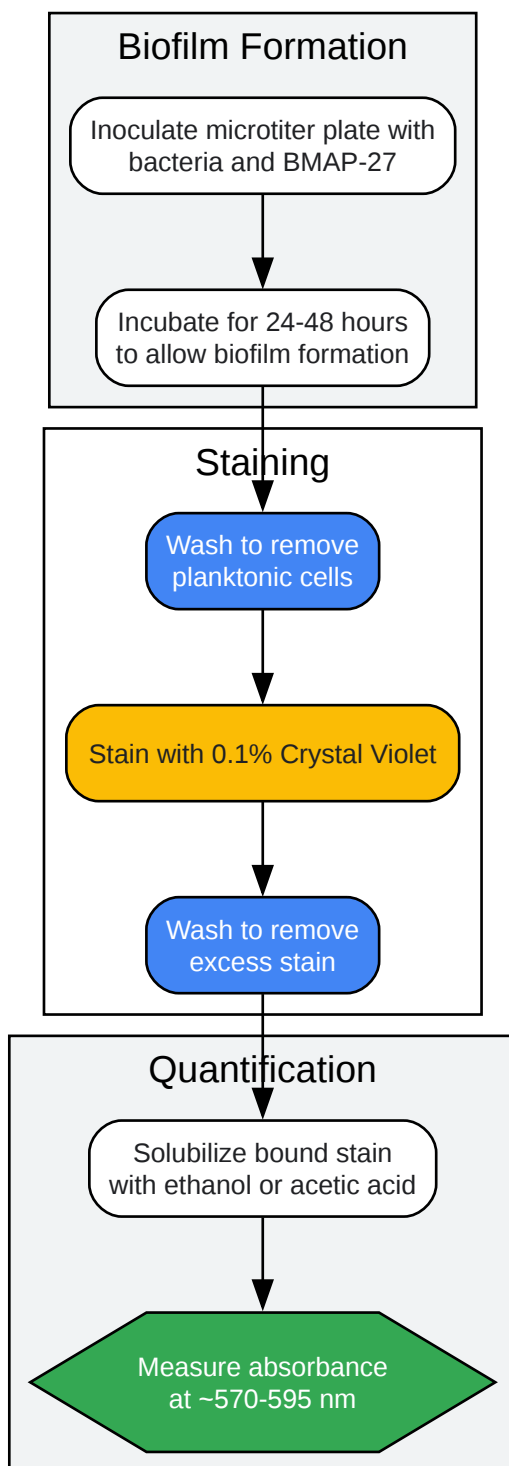 Biofilm Formation
Inoculate microtiter plate with
bacteria and BMAP-27
Incubate for 24-48 hours
to allow biofilm formation
Staining
Wash to remove
planktonic cells
Stain with 0.1% Crystal Violet
Wash to remove
excess stain
Quantification
Solubilize bound stain
with ethanol or acetic acid
Measure absorbance
at ~570-595 nm